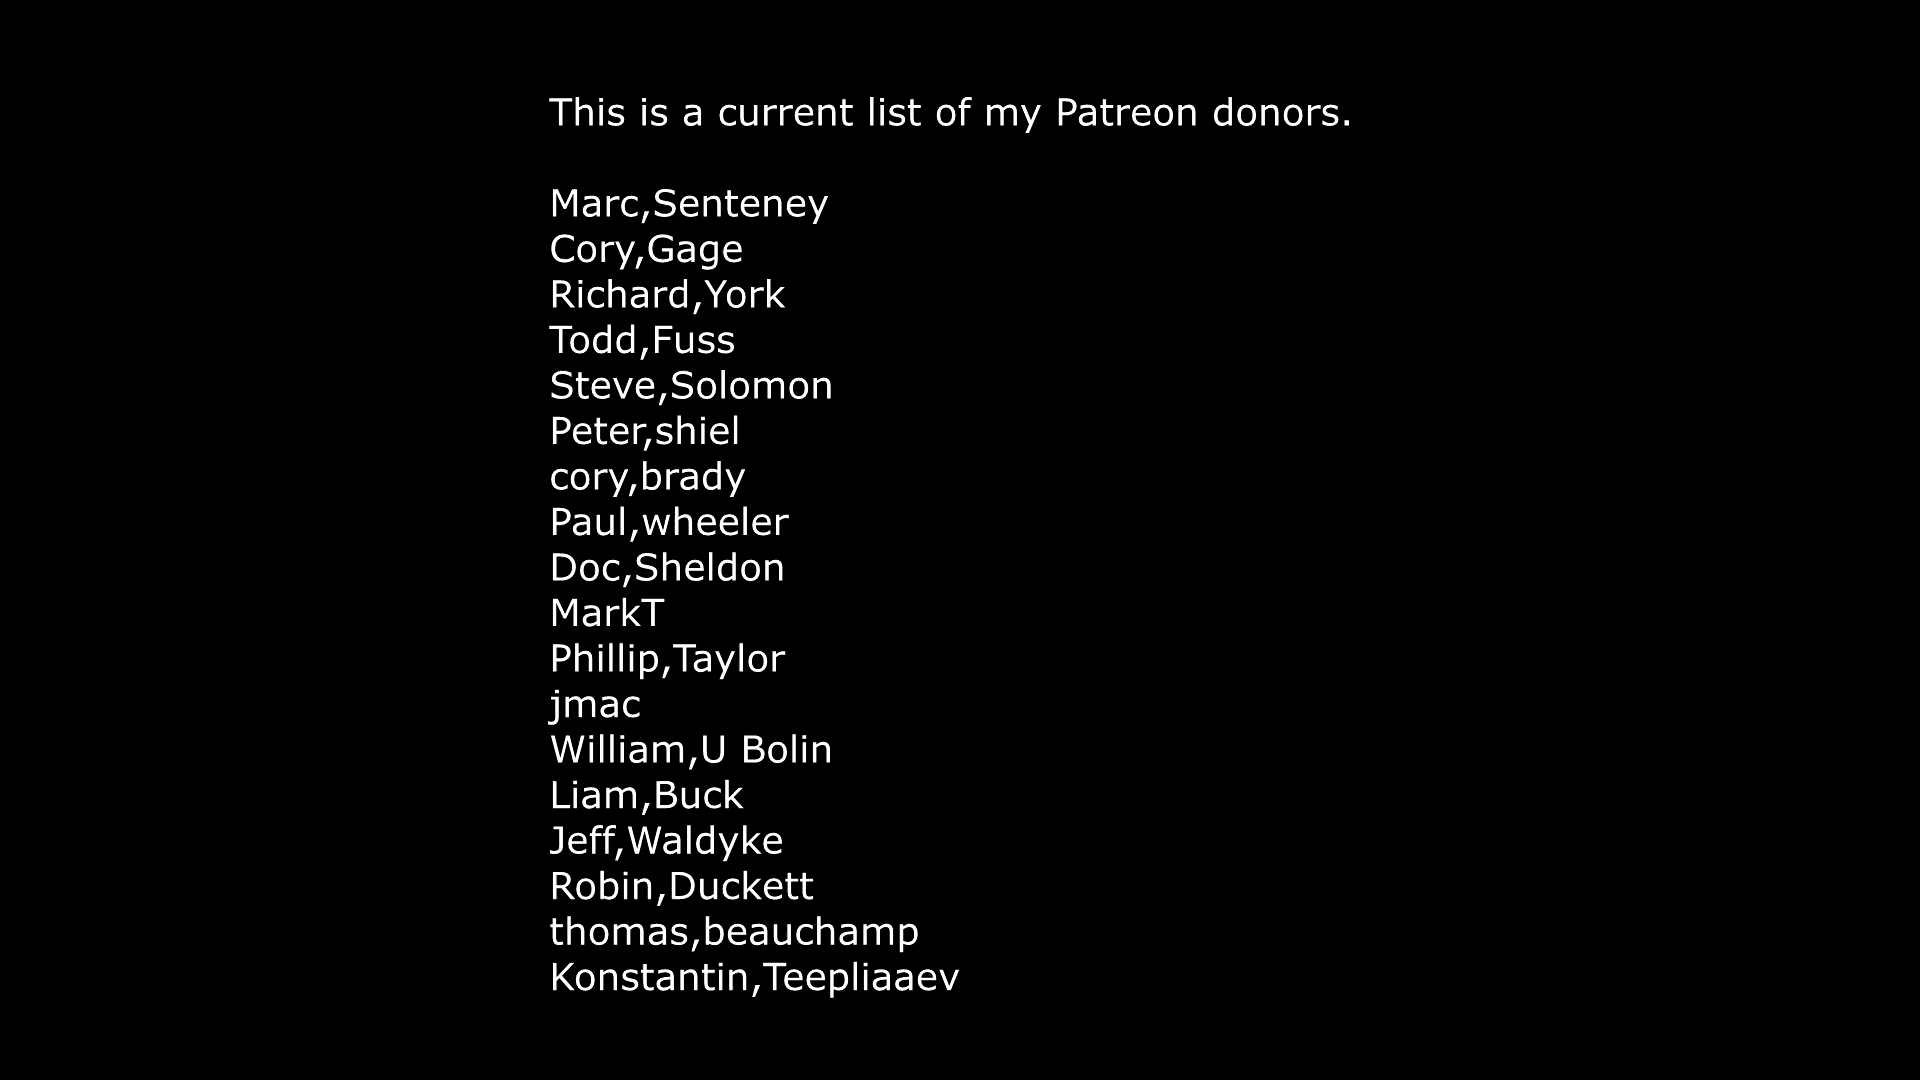 This is a current list of my Patreon donors.
Marc,Senteney
Cory,Gage
Richard,York
Todd,Fuss
Steve,Solomon
Peter,shiel
cory,brady
Paul,wheeler
Doc,Sheldon
MarkT
Phillip,Taylor
jmac
William,U Bolin
Liam,Buck
Jeff,Waldyke
Robin,Duckett
thomas,beauchamp
Konstantin,Teepliaaev